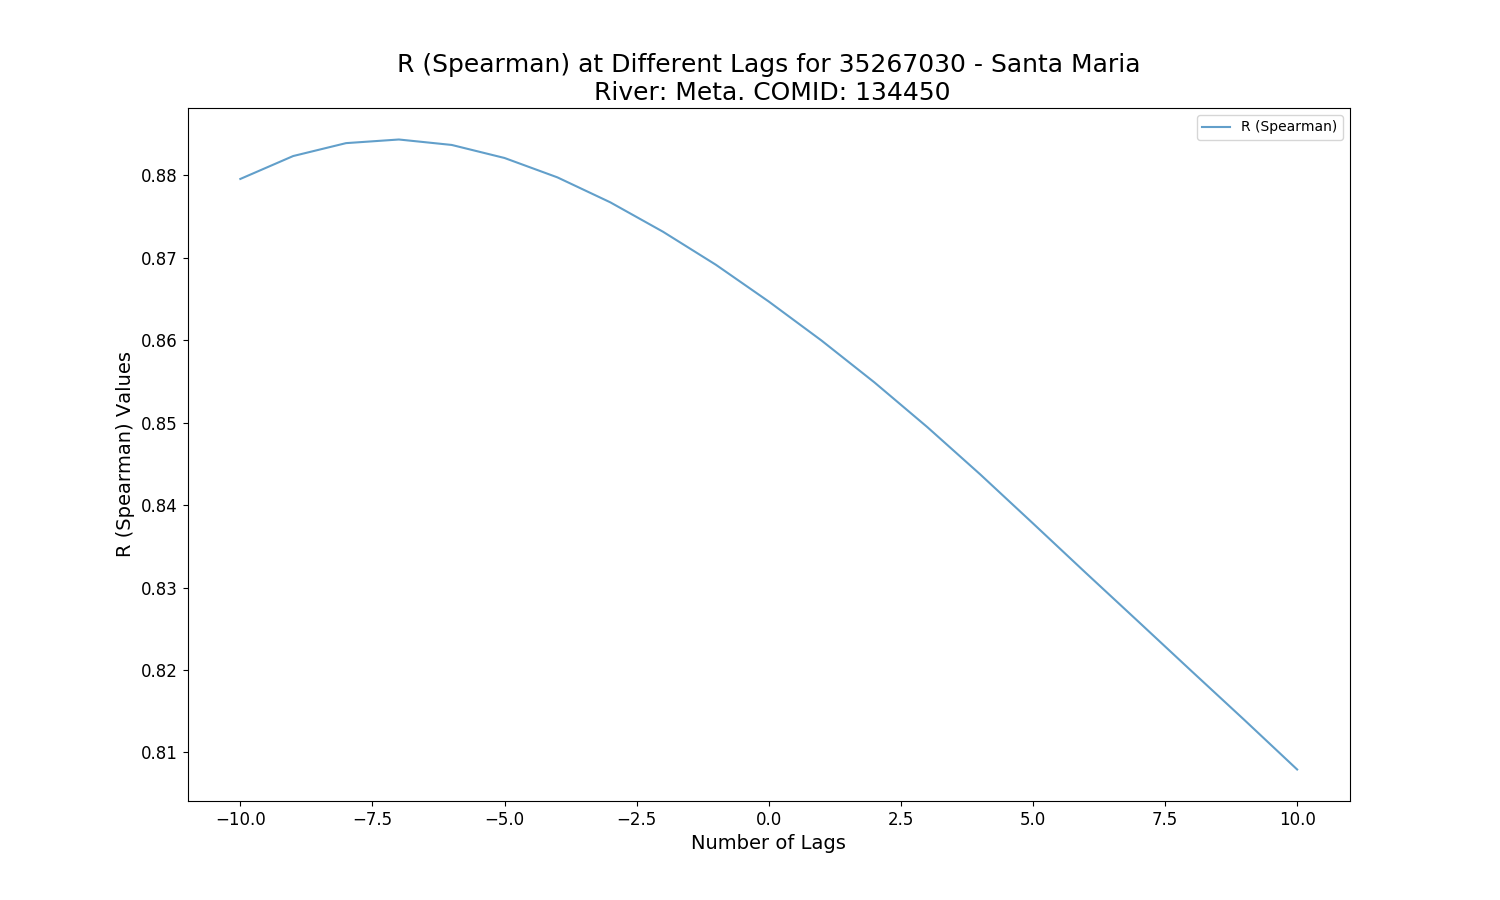 R (Spearman) at Different Lags for 35267030 - Santa Maria
River: Meta. COMID: 134450
R (Spearman)
R (Spearman) Values
0.88
0.87
0.86
0.85
0.84
0.83
0.82
0.81
−10.0 −7.5 −5.0 −2.5 0.0 2.5 5.0 7.5 10.0
Number of Lags